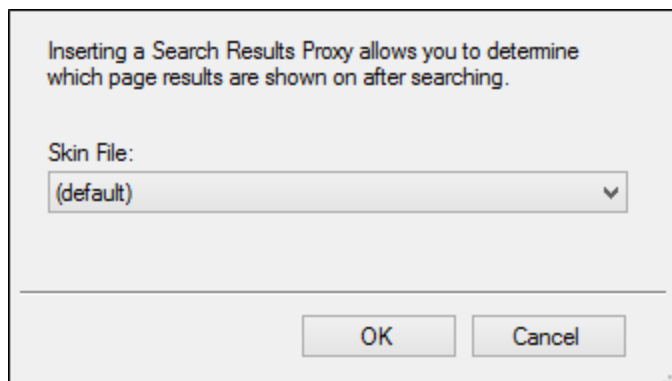 Inserting a Search Results Proxy allows you to determine
which page results are shown on after searching.
Skin File:
(default)
OK
Cancel